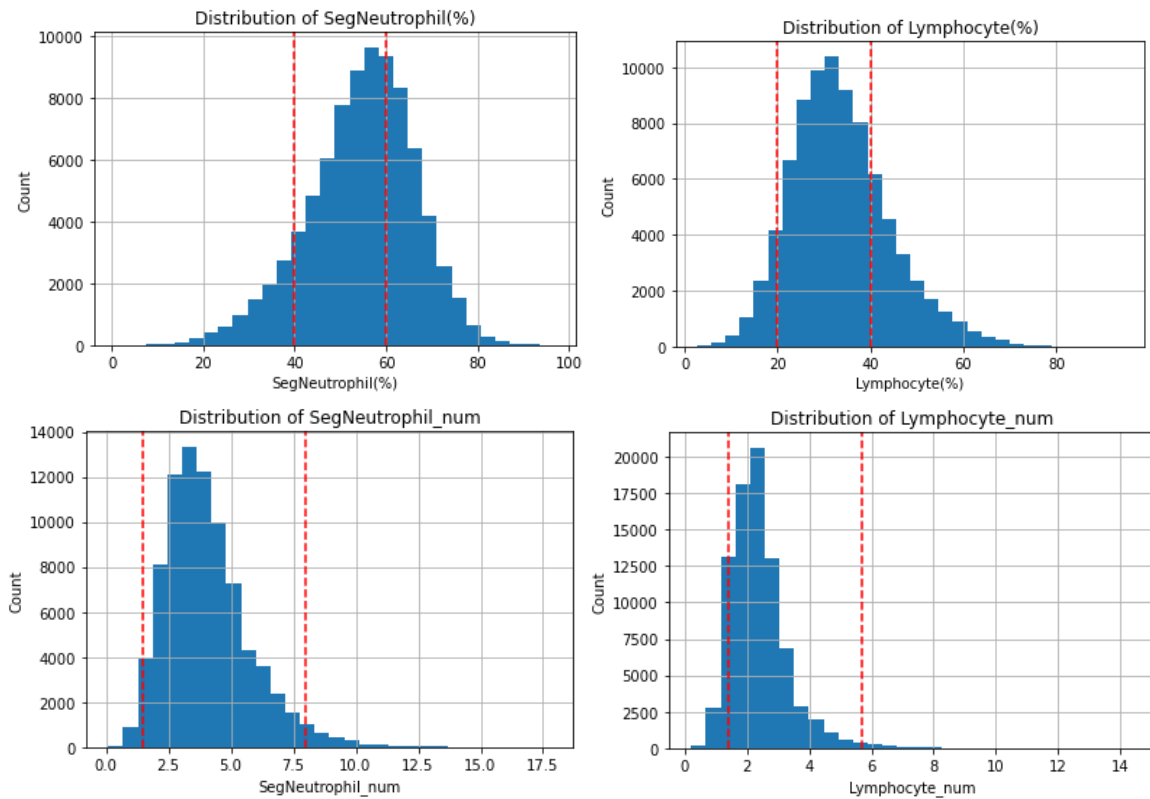 Distribution of SegNeutrophil(%)
10000
8000
6000
4000
2000
0
Count
0 20 40 60 80 100
SegNeutrophil(%)
Distribution of Lymphocyte(%)
10000
8000
6000
4000
2000
0
Count
0 20 40 60 80
Lymphocyte(%)
Distribution of SegNeutrophil_num
14000
12000
10000
8000
6000
4000
2000
0
Count
0.0 2.5 5.0 7.5 10.0 12.5 15.0 17.5
SegNeutrophil_num
Distribution of Lymphocyte_num
20000
17500
15000
12500
10000
7500
5000
2500
0
Count
0 2 4 6 8 10 12 14
Lymphocyte_num